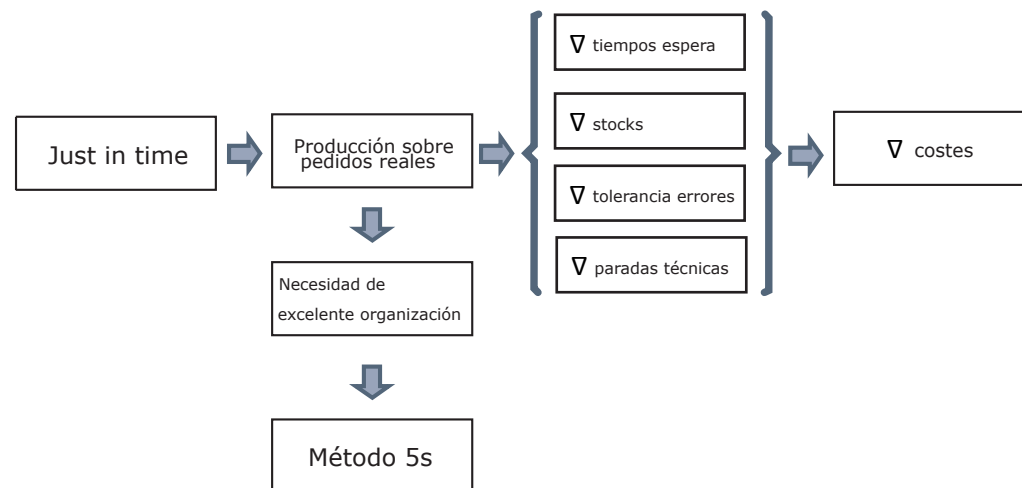 Just in time
Producción sobre
pedidos reales
∇ tiempos espera
∇ stocks
∇ tolerancia errores
∇ paradas técnicas
∇ costes
Necesidad de
excelente organización
Método 5s